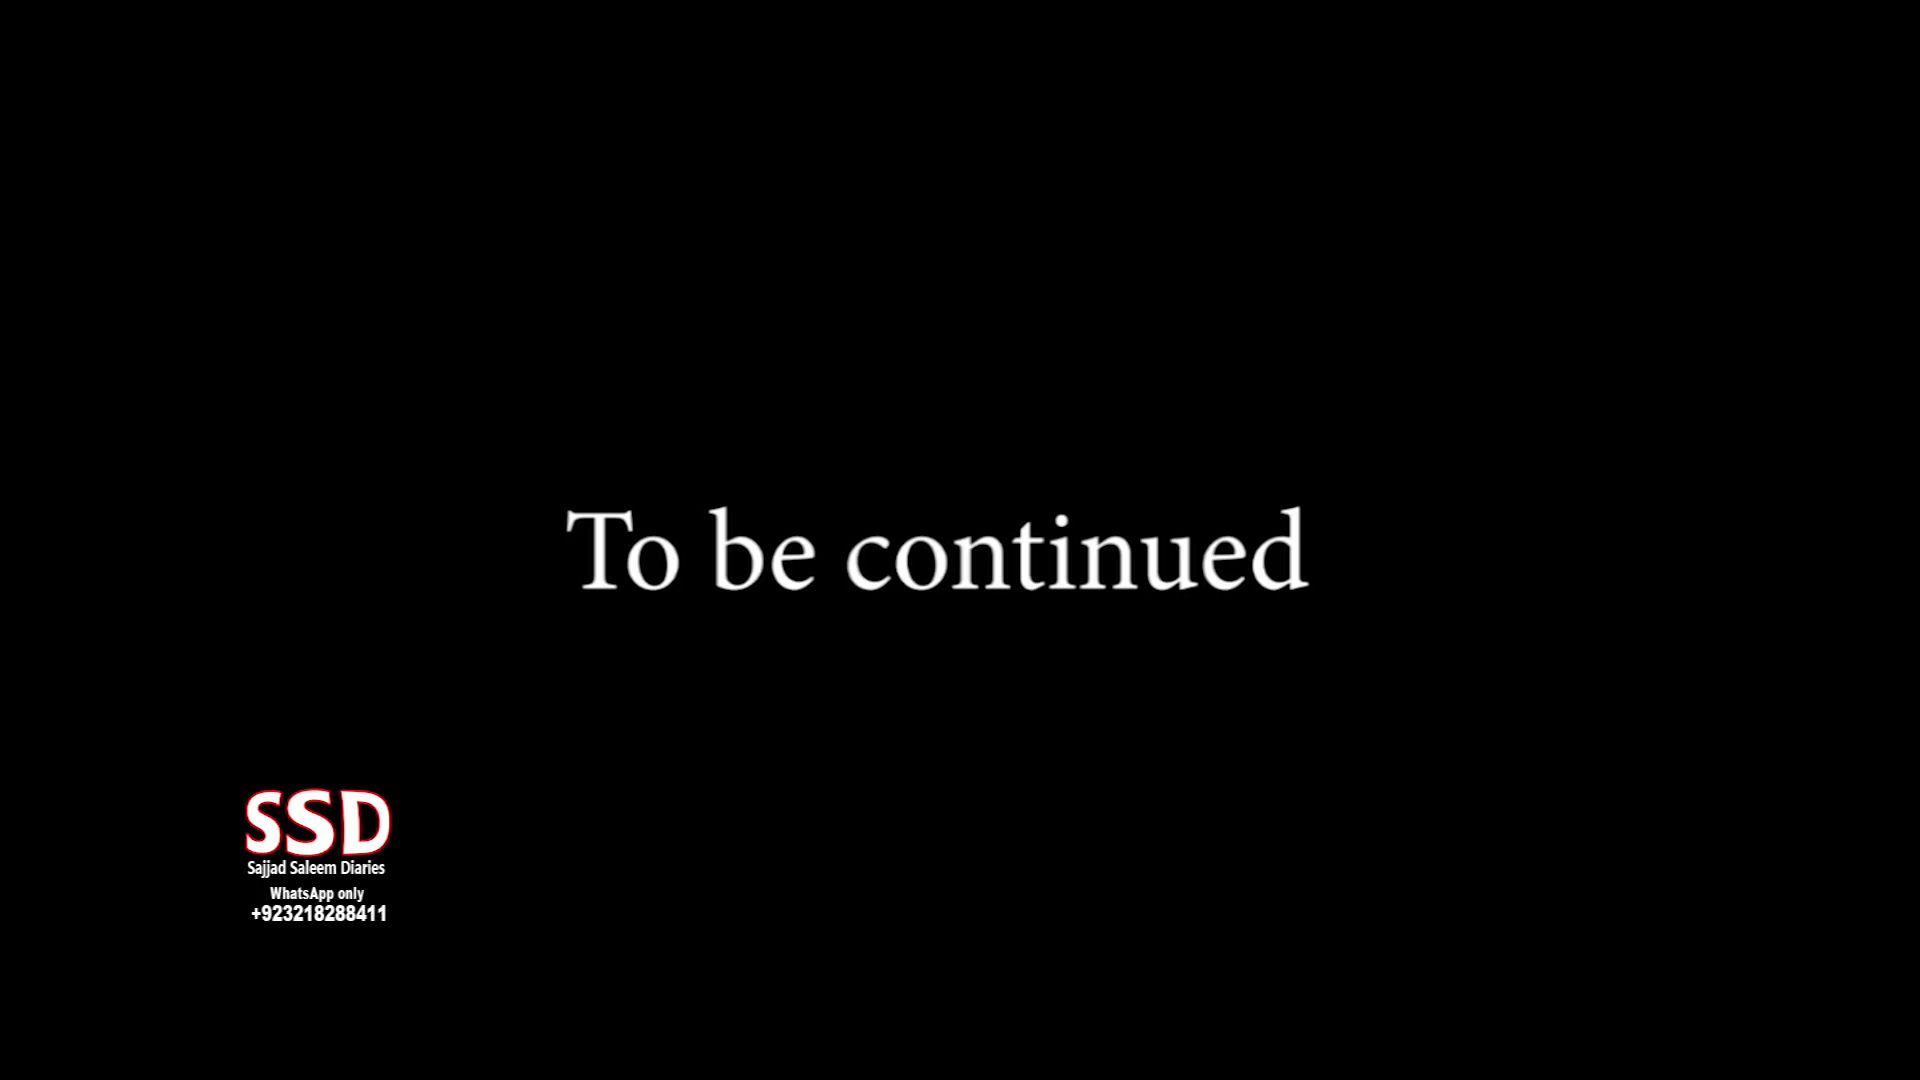 To be continued
SSD
Sajjad Saleem Diaries
WhatsApp only
+923218288411